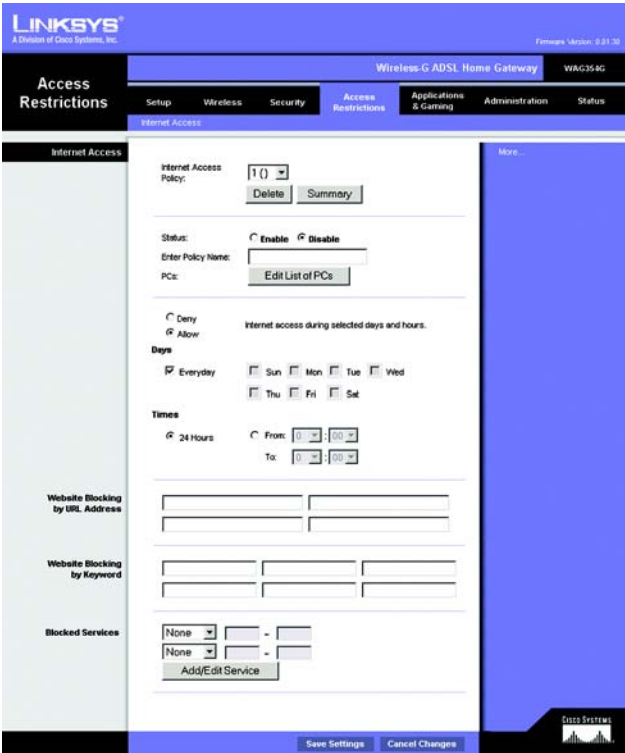 LINKSYS®
A Division of Cisco Systems, Inc.
Firmware Version: 0.01.30
Wireless-G ADSL Home Gateway WAG354G
Access Restrictions
Setup Wireless Security Access Restrictions Applications & Gaming Administration Status
Internet Access
Internet Access
More...
Internet Access Policy: 1 ()
Delete Summary
Status: Enable Disable
Enter Policy Name:
PCs: Edit List of PCs
Deny
Allow
Internet access during selected days and hours.
Days
Everyday Sun Mon Tue Wed
Thu Fri Sat
Times
24 Hours From: 0 : 00
To: 0 : 00
Website Blocking by URL Address
Website Blocking by Keyword
Blocked Services
None -
None -
Add/Edit Service
CISCO SYSTEMS
Save Settings Cancel Changes